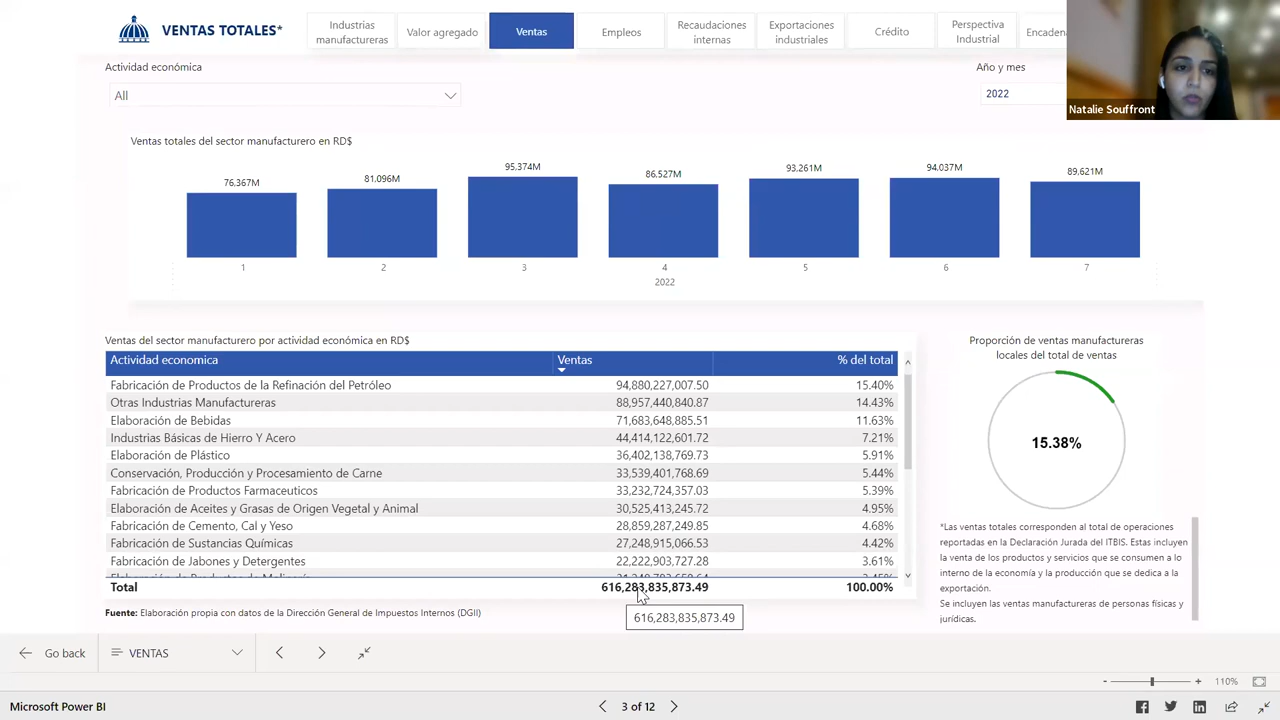 VENTAS TOTALES*
Industrias manufactureras
Valor agregado
Ventas
Empleos
Recaudaciones internas
Exportaciones industriales
Crédito
Perspectiva Industrial
Encadena
Actividad económica
All
Año y mes
2022
Natalie Souffront
Ventas totales del sector manufacturero en RD$
76,367M
81,096M
95,374M
86,527M
93,261M
94,037M
89,621M
1
2
3
4
5
6
7
2022
Ventas del sector manufacturero por actividad económica en RD$
Actividad economica Ventas % del total
Fabricación de Productos de la Refinación del Petróleo 94,880,227,007.50 15.40%
Otras Industrias Manufactureras 88,957,440,840.87 14.43%
Elaboración de Bebidas 71,683,648,885.51 11.63%
Industrias Básicas de Hierro Y Acero 44,414,122,601.72 7.21%
Elaboración de Plástico 36,402,138,769.73 5.91%
Conservación, Producción y Procesamiento de Carne 33,539,401,768.69 5.44%
Fabricación de Productos Farmaceuticos 33,232,724,357.03 5.39%
Elaboración de Aceites y Grasas de Origen Vegetal y Animal 30,525,413,245.72 4.95%
Fabricación de Cemento, Cal y Yeso 28,859,287,249.85 4.68%
Fabricación de Sustancias Químicas 27,248,915,066.53 4.42%
Fabricación de Jabones y Detergentes 22,222,903,727.28 3.61%
Total 616,283,835,873.49 100.00%
616,283,835,873.49
Fuente: Elaboración propia con datos de la Dirección General de Impuestos Internos (DGII)
Proporción de ventas manufactureras
locales del total de ventas
15.38%
*Las ventas totales corresponden al total de operaciones
reportadas en la Declaración Jurada del ITBIS. Estas incluyen
la venta de los productos y servicios que se consumen a lo
interno de la economía y la producción que se dedica a la
exportación.
Se incluyen las ventas manufactureras de personas físicas y
jurídicas.
Go back
VENTAS
110%
Microsoft Power BI
3 of 12